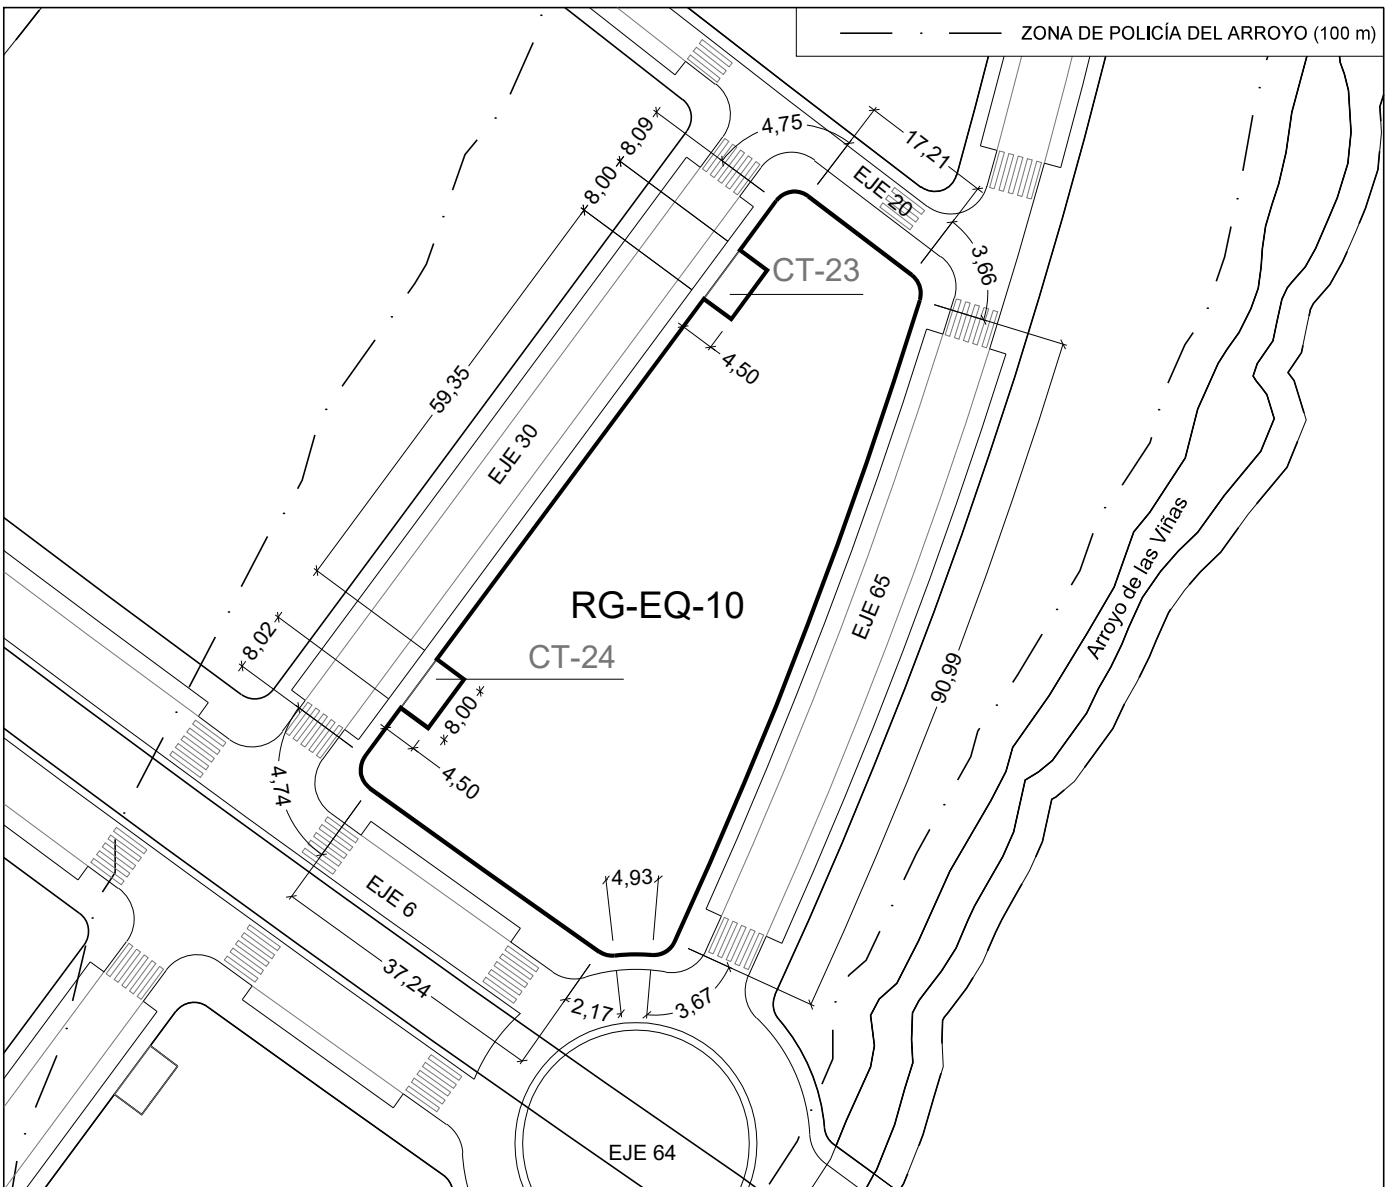 ZONA DE POLICÍA DEL ARROYO (100 m)
8,09
4,75
17,21
8,00
EJE 20
3,66
CT-23
4,50
59,35
EJE 30
Arroyo de las Viñas
RG-EQ-10
EJE 65
8,02
CT-24
90,99
8,00
4,50
4,74
EJE 6
4,93
37,24
2,17
3,67
EJE 64